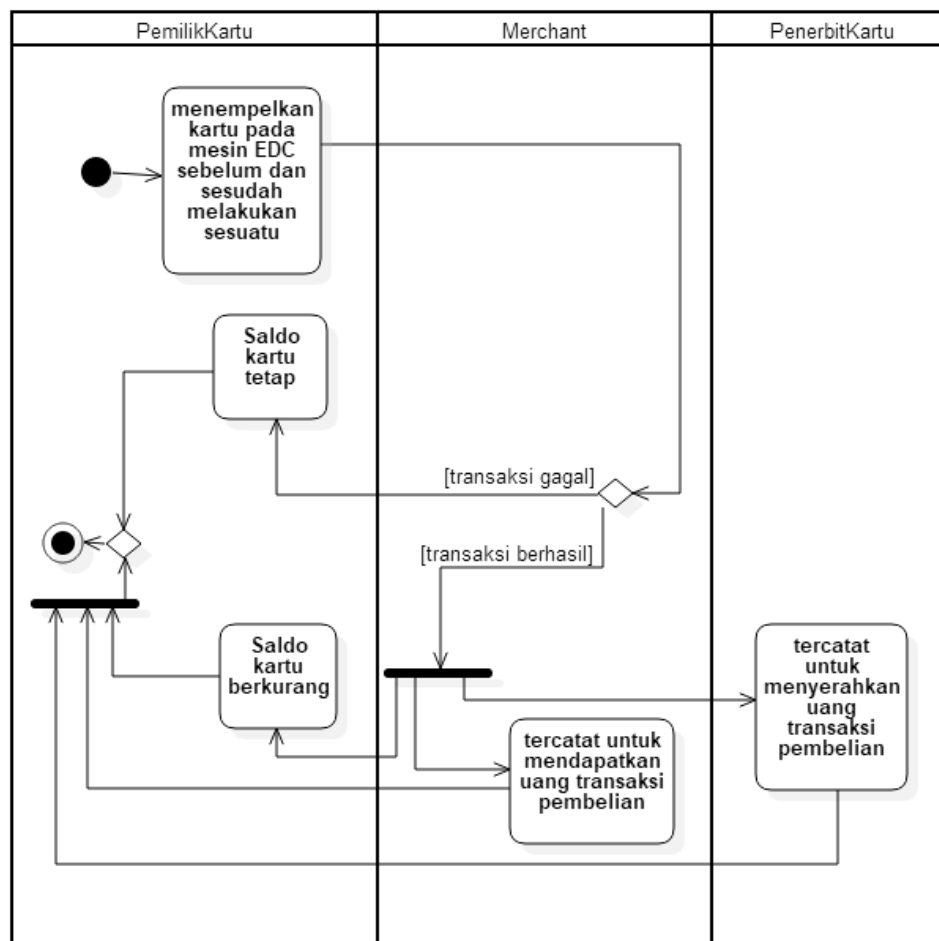 PemilikKartu
Merchant
PenerbitKartu
menempelkan
kartu pada
mesin EDC
sebelum dan
sesudah
melakukan
sesuatu
Saldo
kartu
tetap
[transaksi gagal]
[transaksi berhasil]
Saldo
kartu
berkurang
tercatat untuk
mendapatkan
uang transaksi
pembelian
tercatat
untuk
menyerahkan
uang
transaksi
pembelian